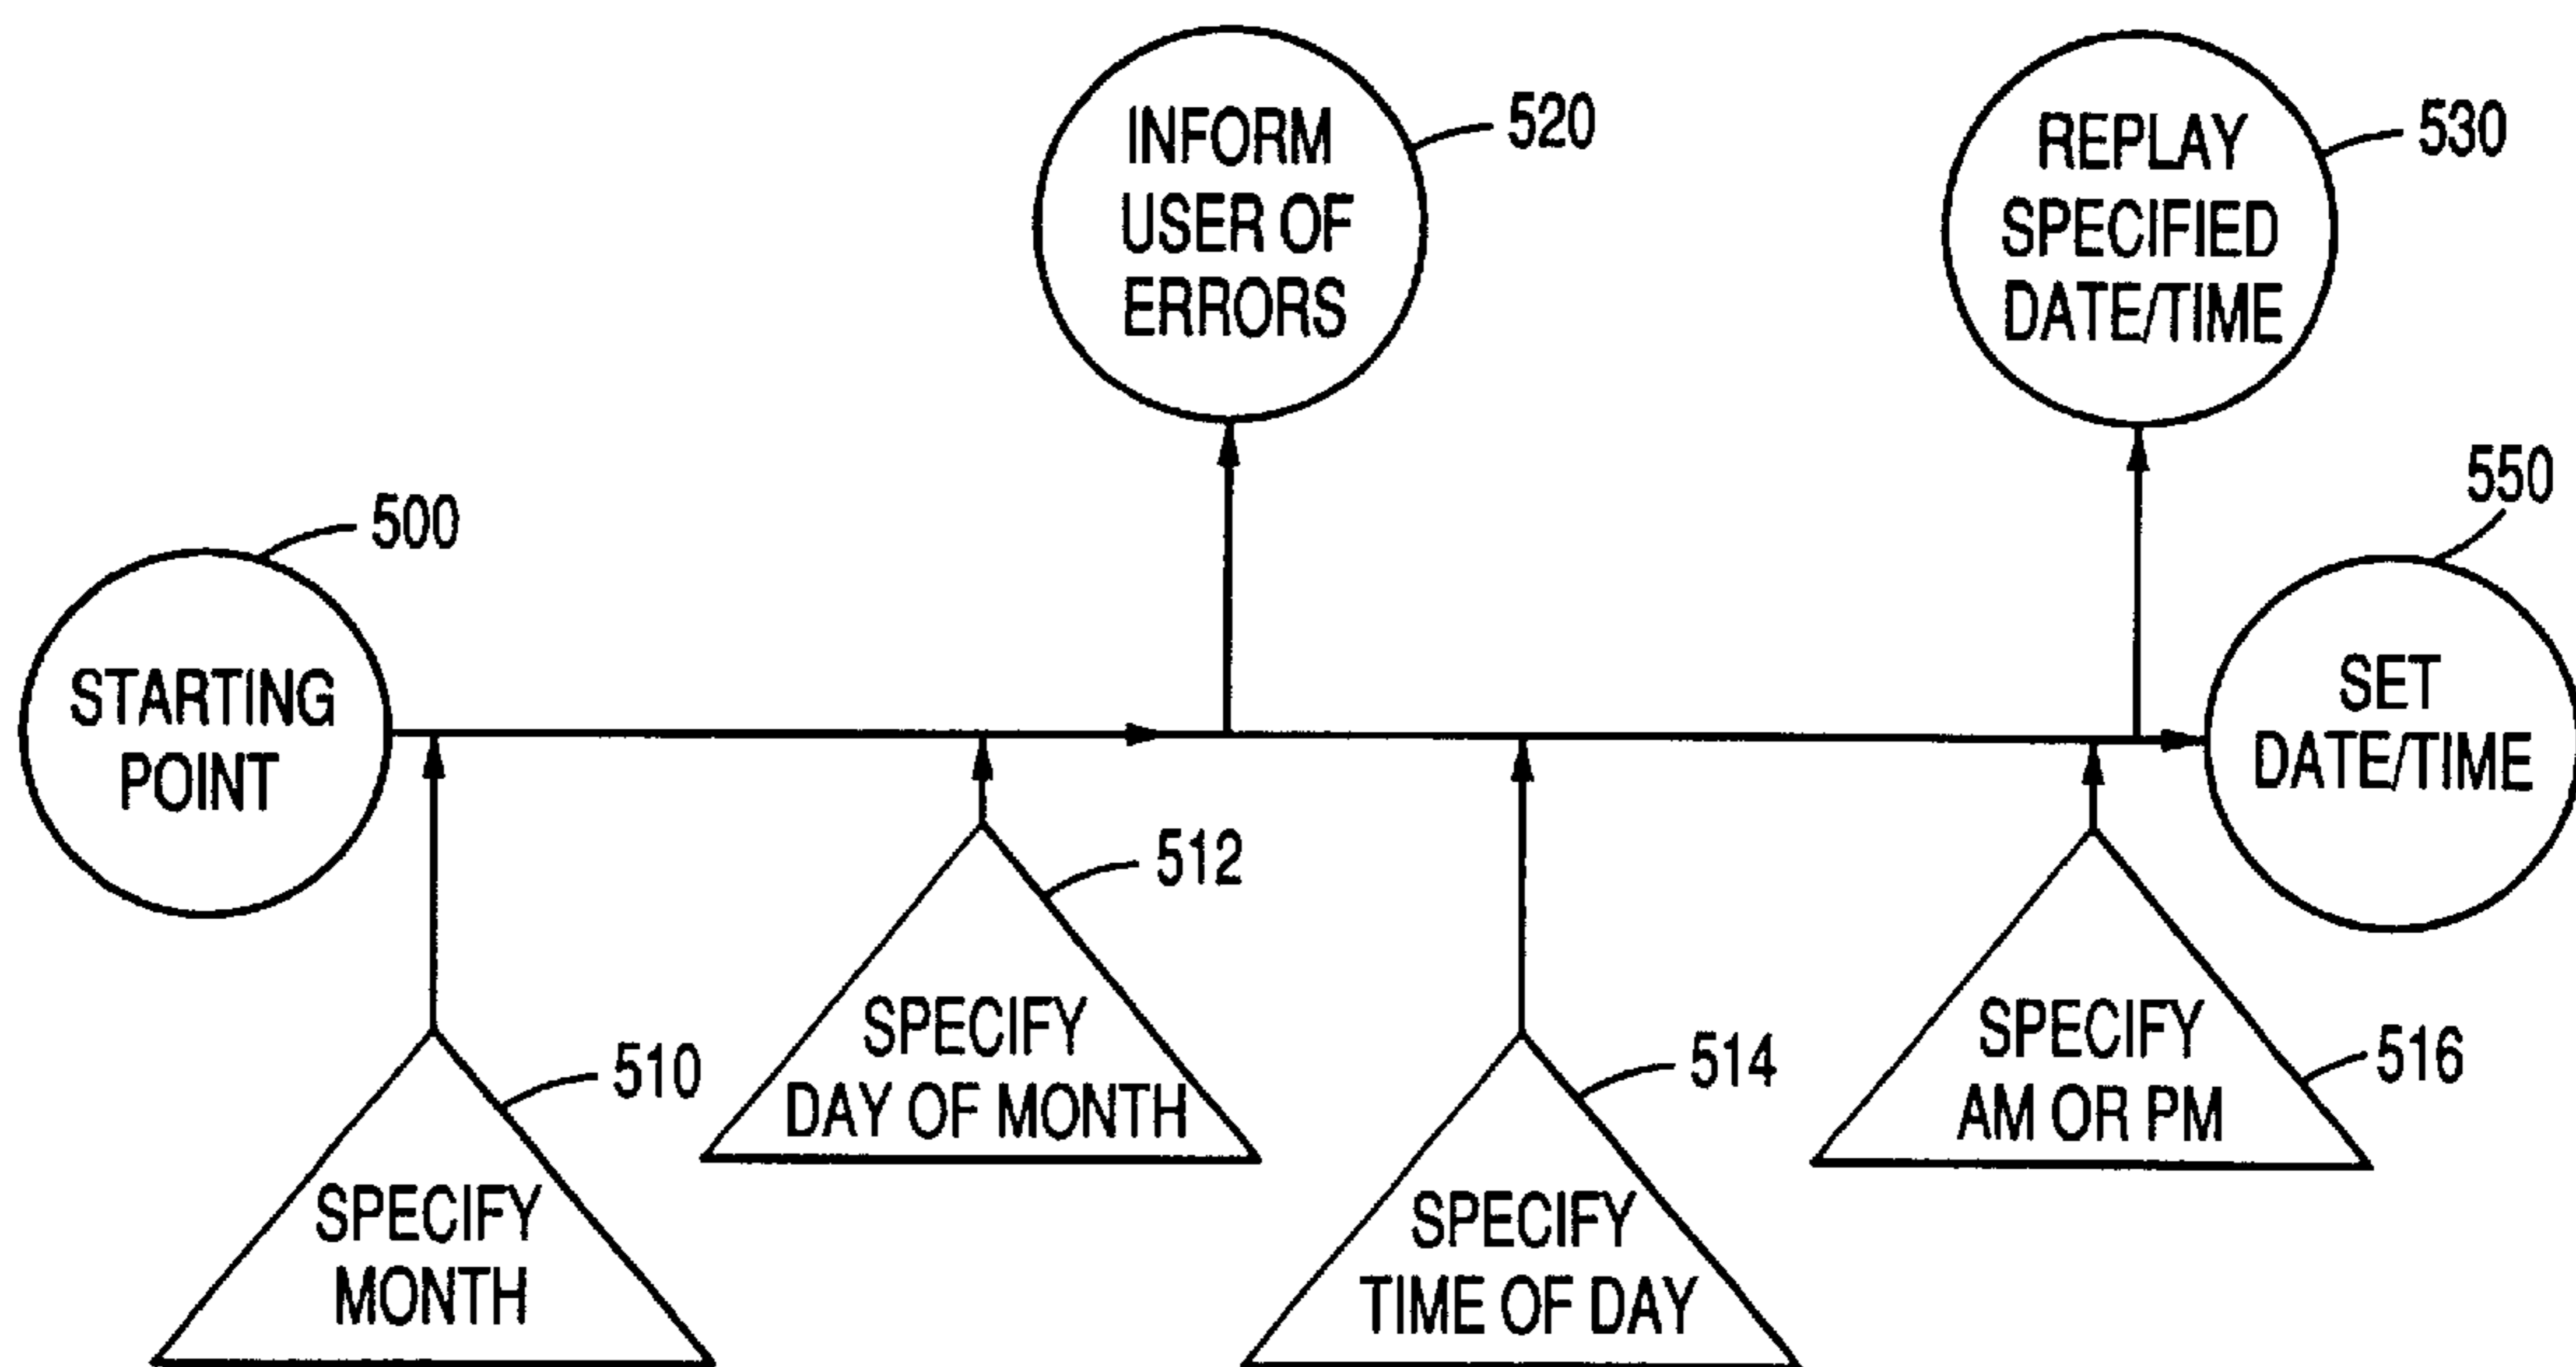 INFORM
USER OF
ERRORS
520
REPLAY
SPECIFIED
DATE/TIME
530
STARTING
POINT
500
SET
DATE/TIME
550
SPECIFY
MONTH
510
SPECIFY
DAY OF MONTH
512
SPECIFY
TIME OF DAY
514
SPECIFY
AM OR PM
516